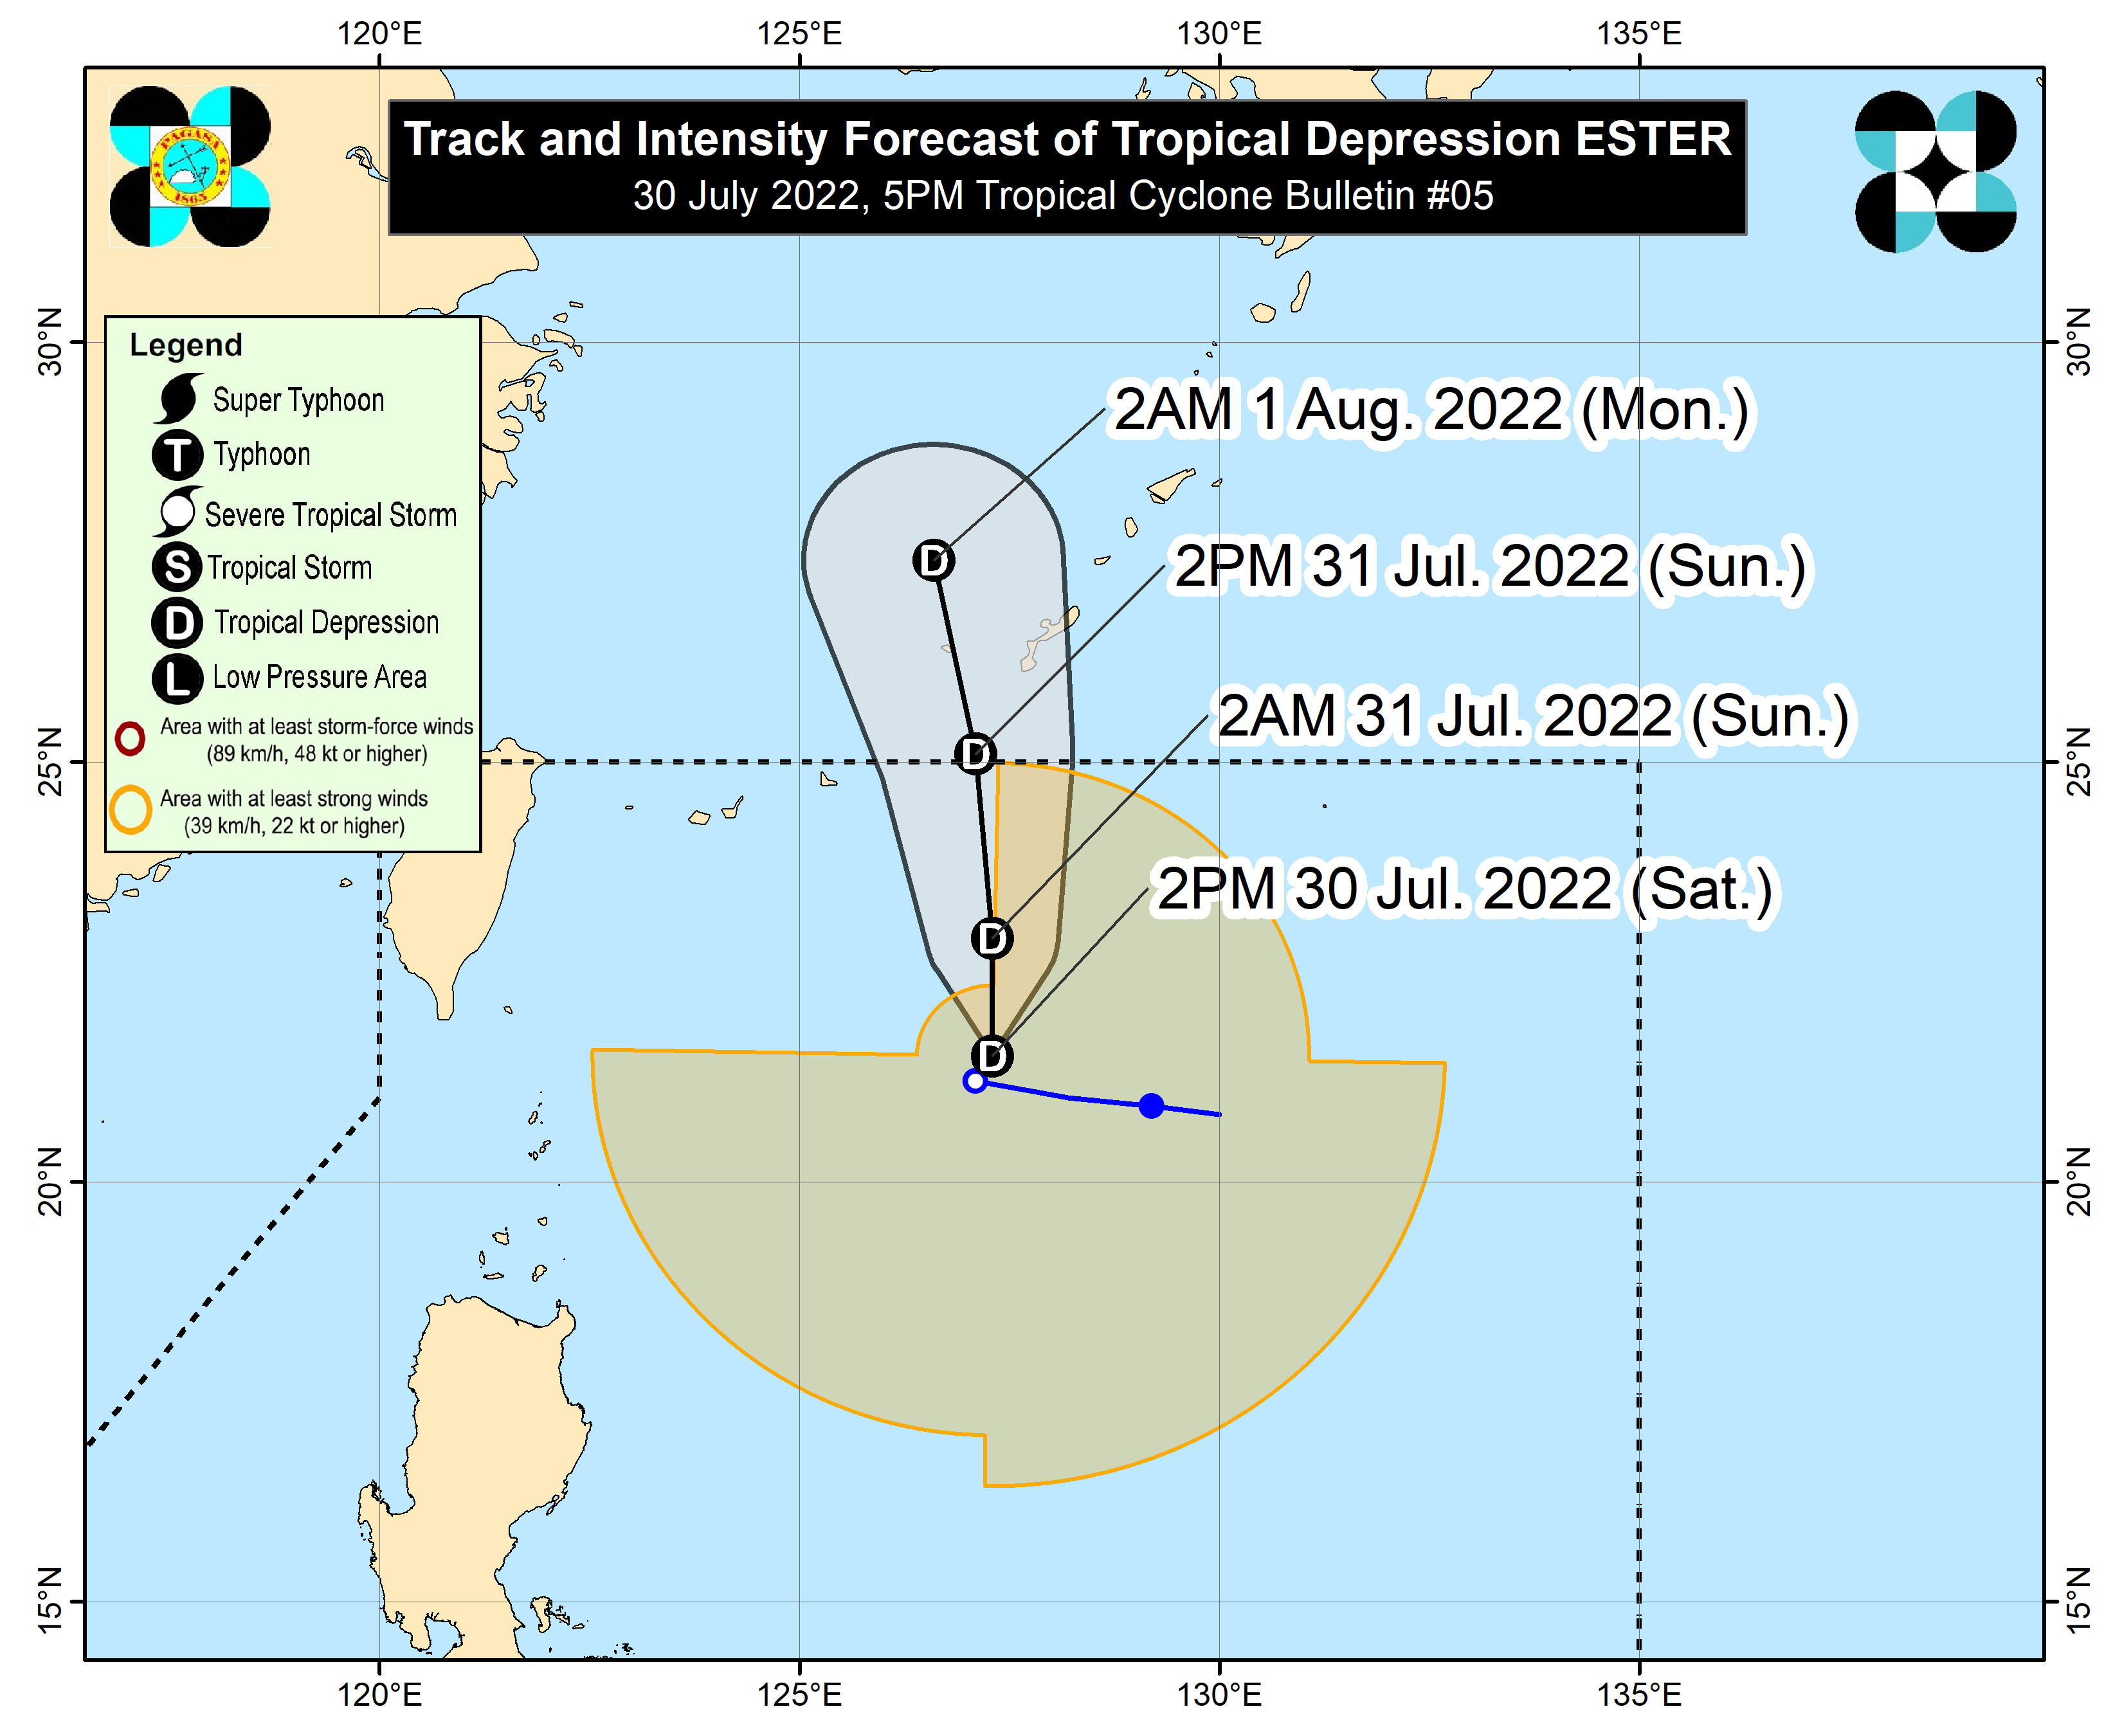 120°E 125°E 130°E 135°E
Track and Intensity Forecast of Tropical Depression ESTER
30 July 2022, 5PM Tropical Cyclone Bulletin #05
PAGASA
1865
30°N 30°N
Legend
Super Typhoon
T Typhoon
Severe Tropical Storm
S Tropical Storm
D Tropical Depression
L Low Pressure Area
Area with at least storm-force winds
(89 km/h, 48 kt or higher)
Area with at least strong winds
(39 km/h, 22 kt or higher)
2AM 1 Aug. 2022 (Mon.)
D
2PM 31 Jul. 2022 (Sun.)
D
25°N 25°N
2AM 31 Jul. 2022 (Sun.)
D
2PM 30 Jul. 2022 (Sat.)
D
20°N 20°N
15°N 15°N
120°E 125°E 130°E 135°E